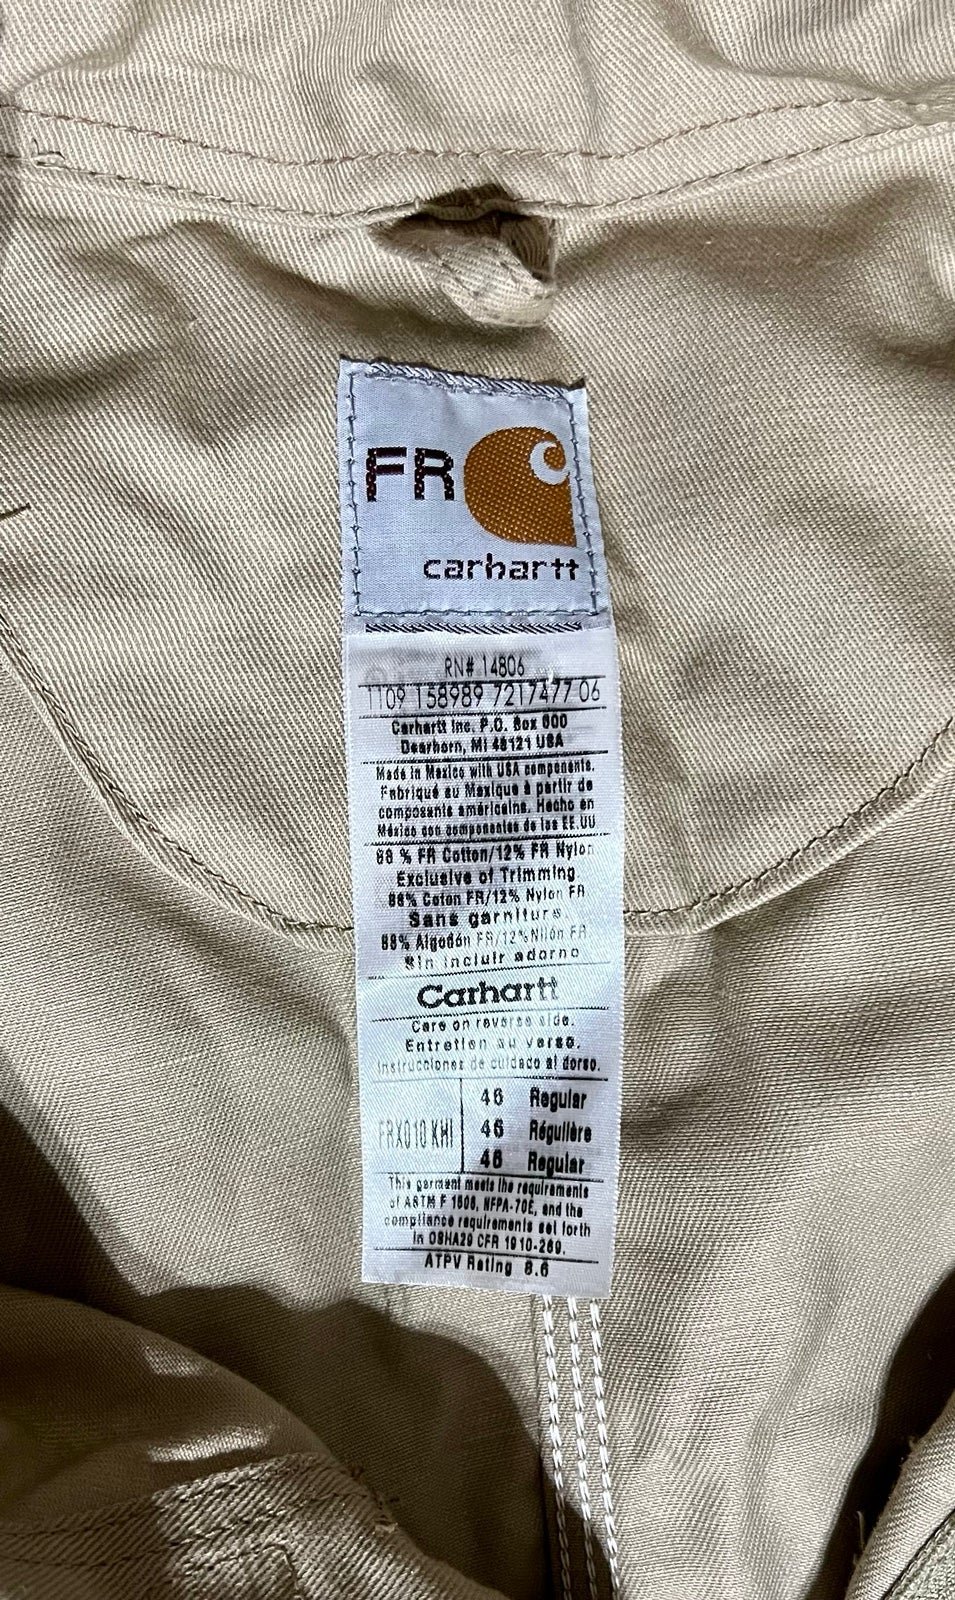 FR
carhartt
RN# 14806
1109 158989 7217477 06
Carhartt Inc. P.O. Box 600
Dearborn, MI 48121 USA
Made in Mexico with USA components.
Fabriqué au Mexique à partir de
composants américains. Hecho en
México con componentes de los EE.UU
88 % FR Cotton/12% FR Nylon
Exclusive of Trimming
88% Coton FR/12% Nylon FR
Sans garniture.
88% Algodón FR/12%Nilón FR
Sin incluir adorno
Carhartt
Care on reverse side.
Entretien au verso.
Instrucciones de cuidado al dorso.
FRX010 KHI
46 Regular
46 Régulière
46 Regular
This garment meets the requirements
of ASTM F 1506, NFPA-70E, and the
compliance requirements set forth
in OSHA29 CFR 1910-269.
ATPV Rating 8.6